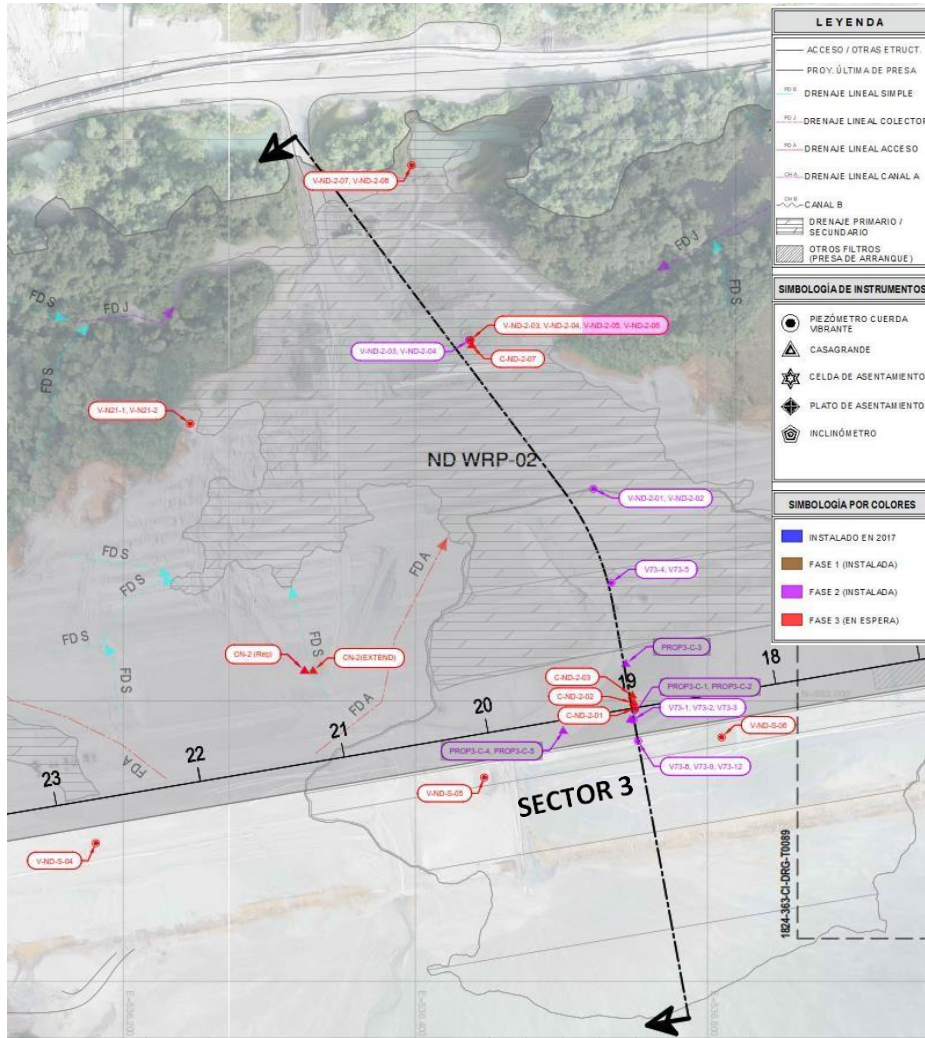 LEYENDA
ACCESO / OTRAS ETRUCT.
PROY. ÚLTIMA DE PRESA
FD S DRENAJE LINEAL SIMPLE
FD J DRENAJE LINEAL COLECTOR
FD A DRENAJE LINEAL ACCESO
CH A DRENAJE LINEAL CANAL A
CH B CANAL B
DRENAJE PRIMARIO /
SECUNDARIO
OTROS FILTROS
(PRESA DE ARRANQUE)
SIMBOLOGÍA DE INSTRUMENTOS
PIEZÓMETRO CUERDA
VIBRANTE
CASAGRANDE
CELDA DE ASENTAMIENTO
PLATO DE ASENTAMIENTO
INCLINÓMETRO
SIMBOLOGÍA POR COLORES
INSTALADO EN 2017
FASE 1 (INSTALADA)
FASE 2 (INSTALADA)
FASE 3 (EN ESPERA)
V-ND-2-07, V-ND-2-08
FD J
FD S
FD S
FD J
FD S
V-ND-2-03, V-ND-2-04, V-ND-2-05, V-ND-2-06
V-ND-2-03, V-ND-2-04
C-ND-2-07
V-N21-1, V-N21-2
ND WRP-02
V-ND-2-01, V-ND-2-02
FD S
FD S
FD A
V73-4, V73-5
FD S
FD S
FD S
CN-2 (Rep)
CN-2(EXTEND)
FD A
PROP3-C-3
C-ND-2-03
C-ND-2-02
C-ND-2-01
PROP3-C-1, PROP3-C-2
V73-1, V73-2, V73-3
PROP3-C-4, PROP3-C-5
V-ND-S-06
V73-8, V73-9, V73-12
18
19
20
21
22
23
FD A
V-ND-S-05
SECTOR 3
V-ND-S-04
1824-363-CI-DRG-T0089